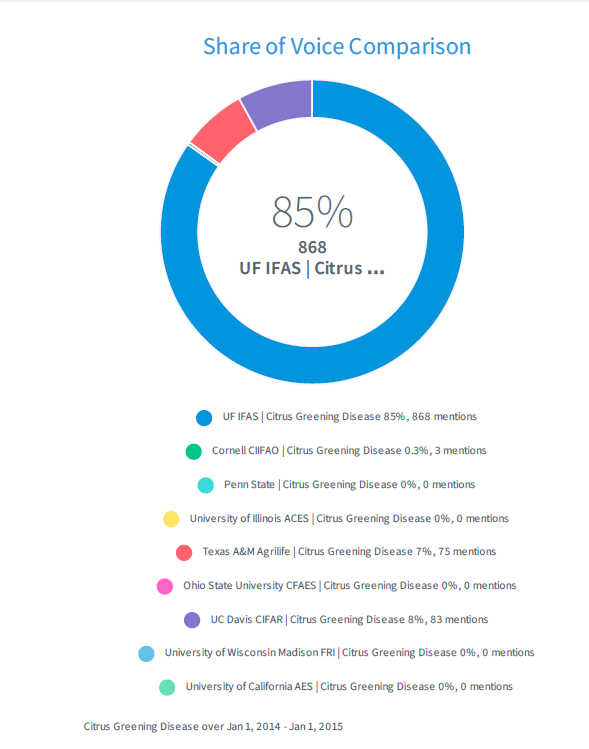 Share of Voice Comparison
85%
868
UF IFAS | Citrus ...
UF IFAS | Citrus Greening Disease 85%, 868 mentions
Cornell CIIFAO | Citrus Greening Disease 0.3%, 3 mentions
Penn State | Citrus Greening Disease 0%, 0 mentions
University of Illinois ACES | Citrus Greening Disease 0%, 0 mentions
Texas A&M Agrilife | Citrus Greening Disease 7%, 75 mentions
Ohio State University CFAES | Citrus Greening Disease 0%, 0 mentions
UC Davis CIFAR | Citrus Greening Disease 8%, 83 mentions
University of Wisconsin Madison FRI | Citrus Greening Disease 0%, 0 mentions
University of California AES | Citrus Greening Disease 0%, 0 mentions
Citrus Greening Disease over Jan 1, 2014 - Jan 1, 2015